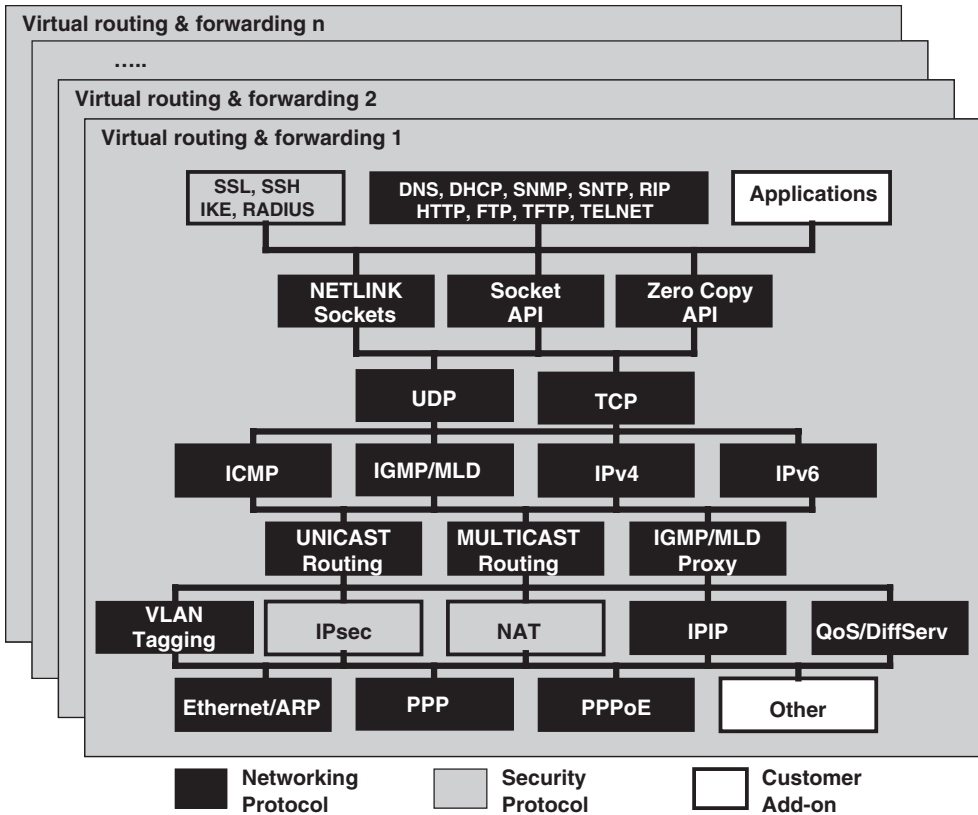 Virtual routing & forwarding n
.....
Virtual routing & forwarding 2
Virtual routing & forwarding 1
SSL, SSH
IKE, RADIUS
DNS, DHCP, SNMP, SNTP, RIP
HTTP, FTP, TFTP, TELNET
Applications
NETLINK
Sockets
Socket
API
Zero Copy
API
UDP
TCP
ICMP
IGMP/MLD
IPv4
IPv6
UNICAST
Routing
MULTICAST
Routing
IGMP/MLD
Proxy
VLAN
Tagging
IPsec
NAT
IPIP
QoS/DiffServ
Ethernet/ARP
PPP
PPPoE
Other
Networking
Protocol
Security
Protocol
Customer
Add-on